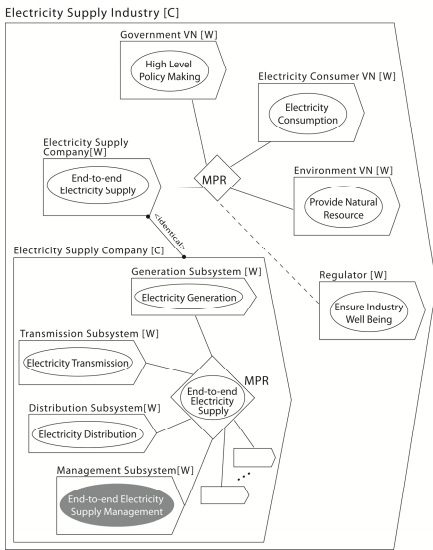 Electricity Supply Industry [C]
Government VN [W]
High Level
Policy Making
Electricity Consumer VN [W]
Electricity
Consumption
Electricity Supply
Company[W]
End-to-end
Electricity Supply
MPR
Environment VN [W]
Provide Natural
Resource
<identical>
Electricity Supply Company [C]
Generation Subsystem [W]
Electricity Generation
Regulator [W]
Ensure Industry
Well Being
Transmission Subsystem [W]
Electricity Transmission
MPR
End-to-end
Electricity
Supply
Distribution Subsystem[W]
Electricity Distribution
Management Subsystem[W]
End-to-end Electricity
Supply Management